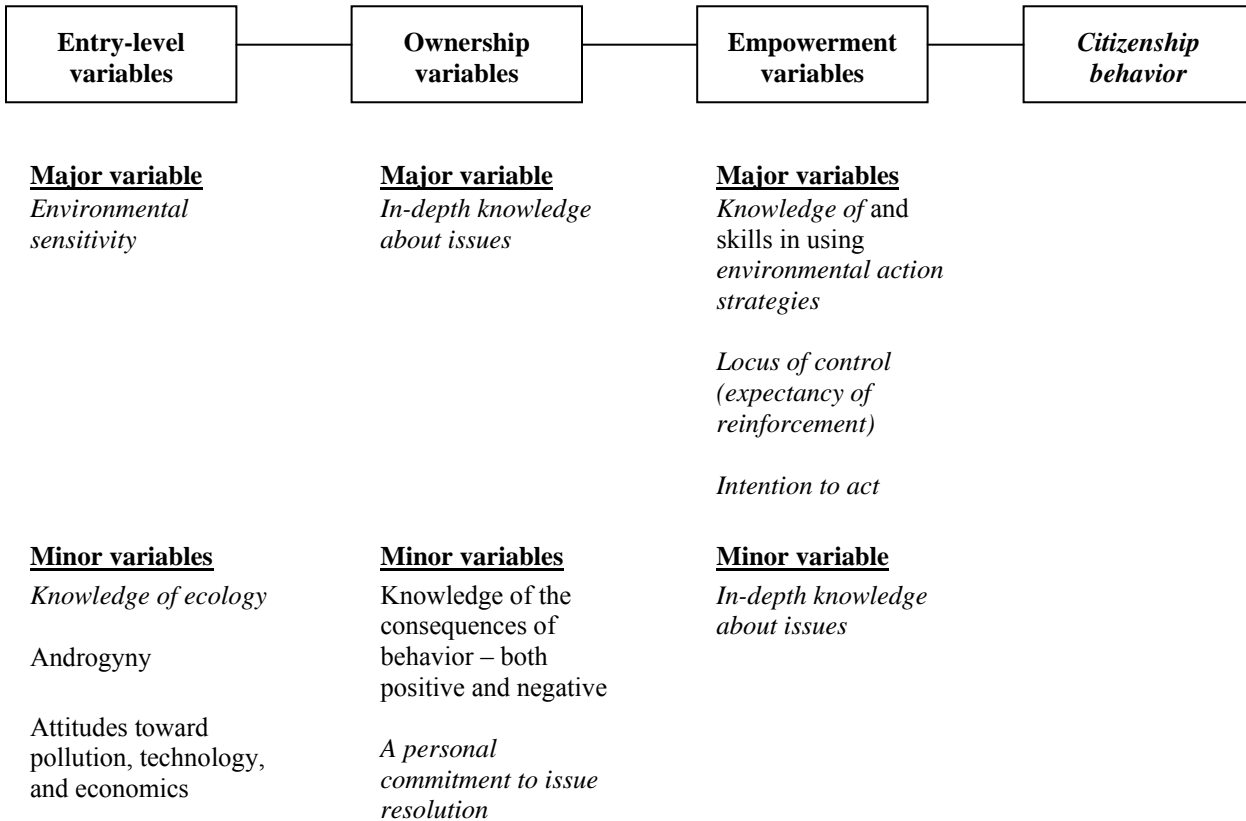 Entry-level
variables
Ownership
variables
Empowerment
variables
Citizenship
behavior
Major variable
Environmental
sensitivity
Major variable
In-depth knowledge
about issues
Major variables
Knowledge of and
skills in using
environmental action
strategies
Locus of control
(expectancy of
reinforcement)
Intention to act
Minor variables
Knowledge of ecology
Androgyny
Attitudes toward
pollution, technology,
and economics
Minor variables
Knowledge of the
consequences of
behavior – both
positive and negative
A personal
commitment to issue
resolution
Minor variable
In-depth knowledge
about issues